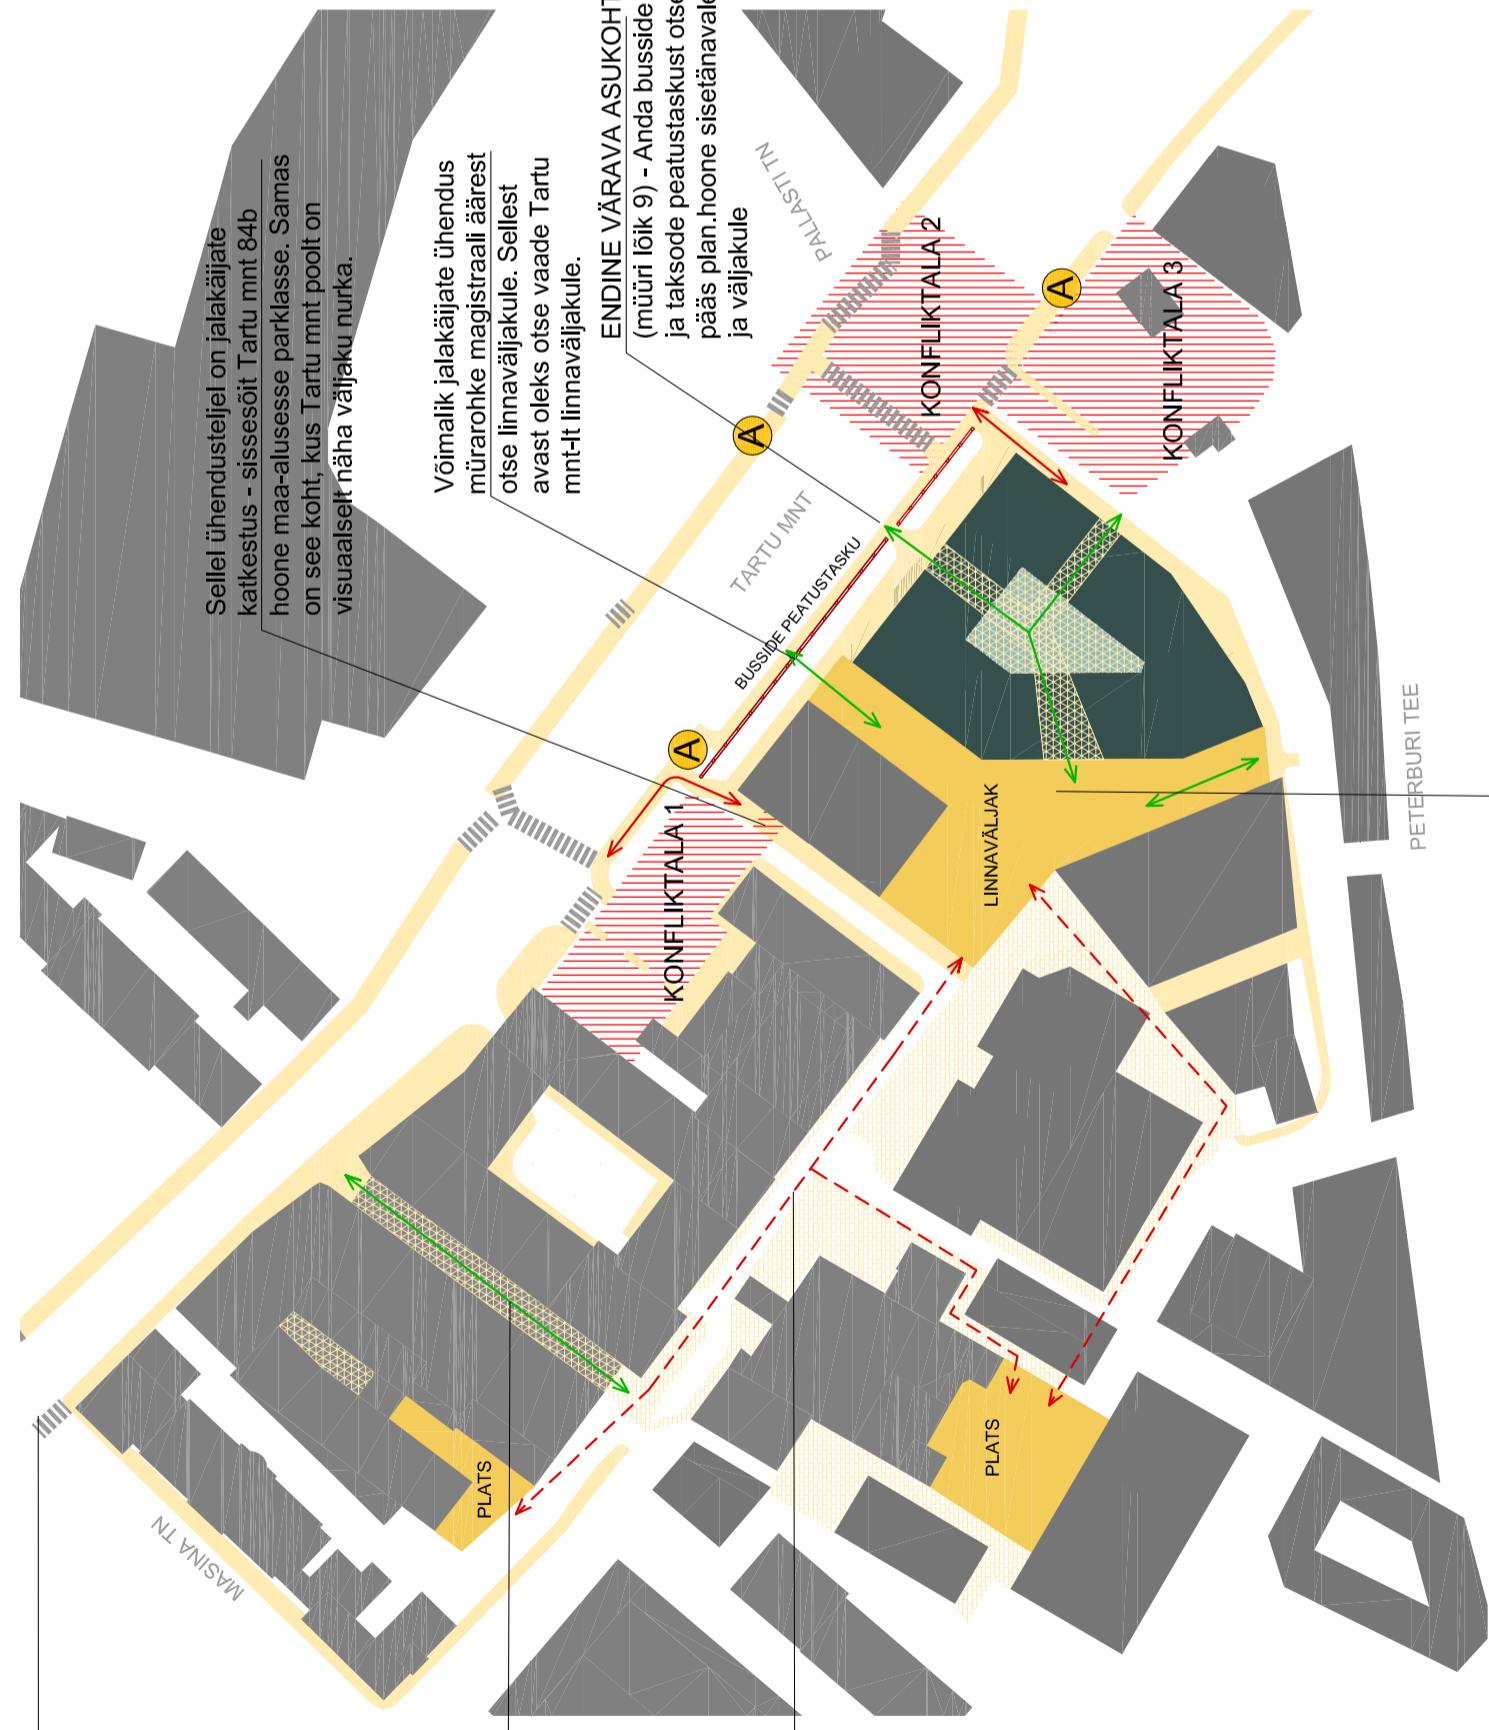 Sellel ühendusteljel on jalakäijate
katkestus - sissesõit Tartu mnt 84b
hoone maa-alusesse parklasse. Samas
on see koht, kus Tartu mnt poolt on
visuaalselt näha väljaku nurka.
Võimalik jalakäijate ühendus
mürarohke magistraali äärest
otse linnaväljakule. Sellest
avast oleks otse vaade Tartu
mnt-lt linnaväljakule.
ENDINE VÄRAVA ASUKOHT
(müüri lõik 9) - Anda busside
ja taksode peatustaskust otse
pääs plan.hoone sisetänavale
ja väljakule
PALLASTI TN
KONFLIKTALA 2
A
KONFLIKTALA 3
A
TARTU MNT
BUSSIDE PEATUSTASKU
A
KONFLIKTALA 1
LINNAVÄLJAK
PETERBURI TEE
PLATS
PLATS
MASINA TN